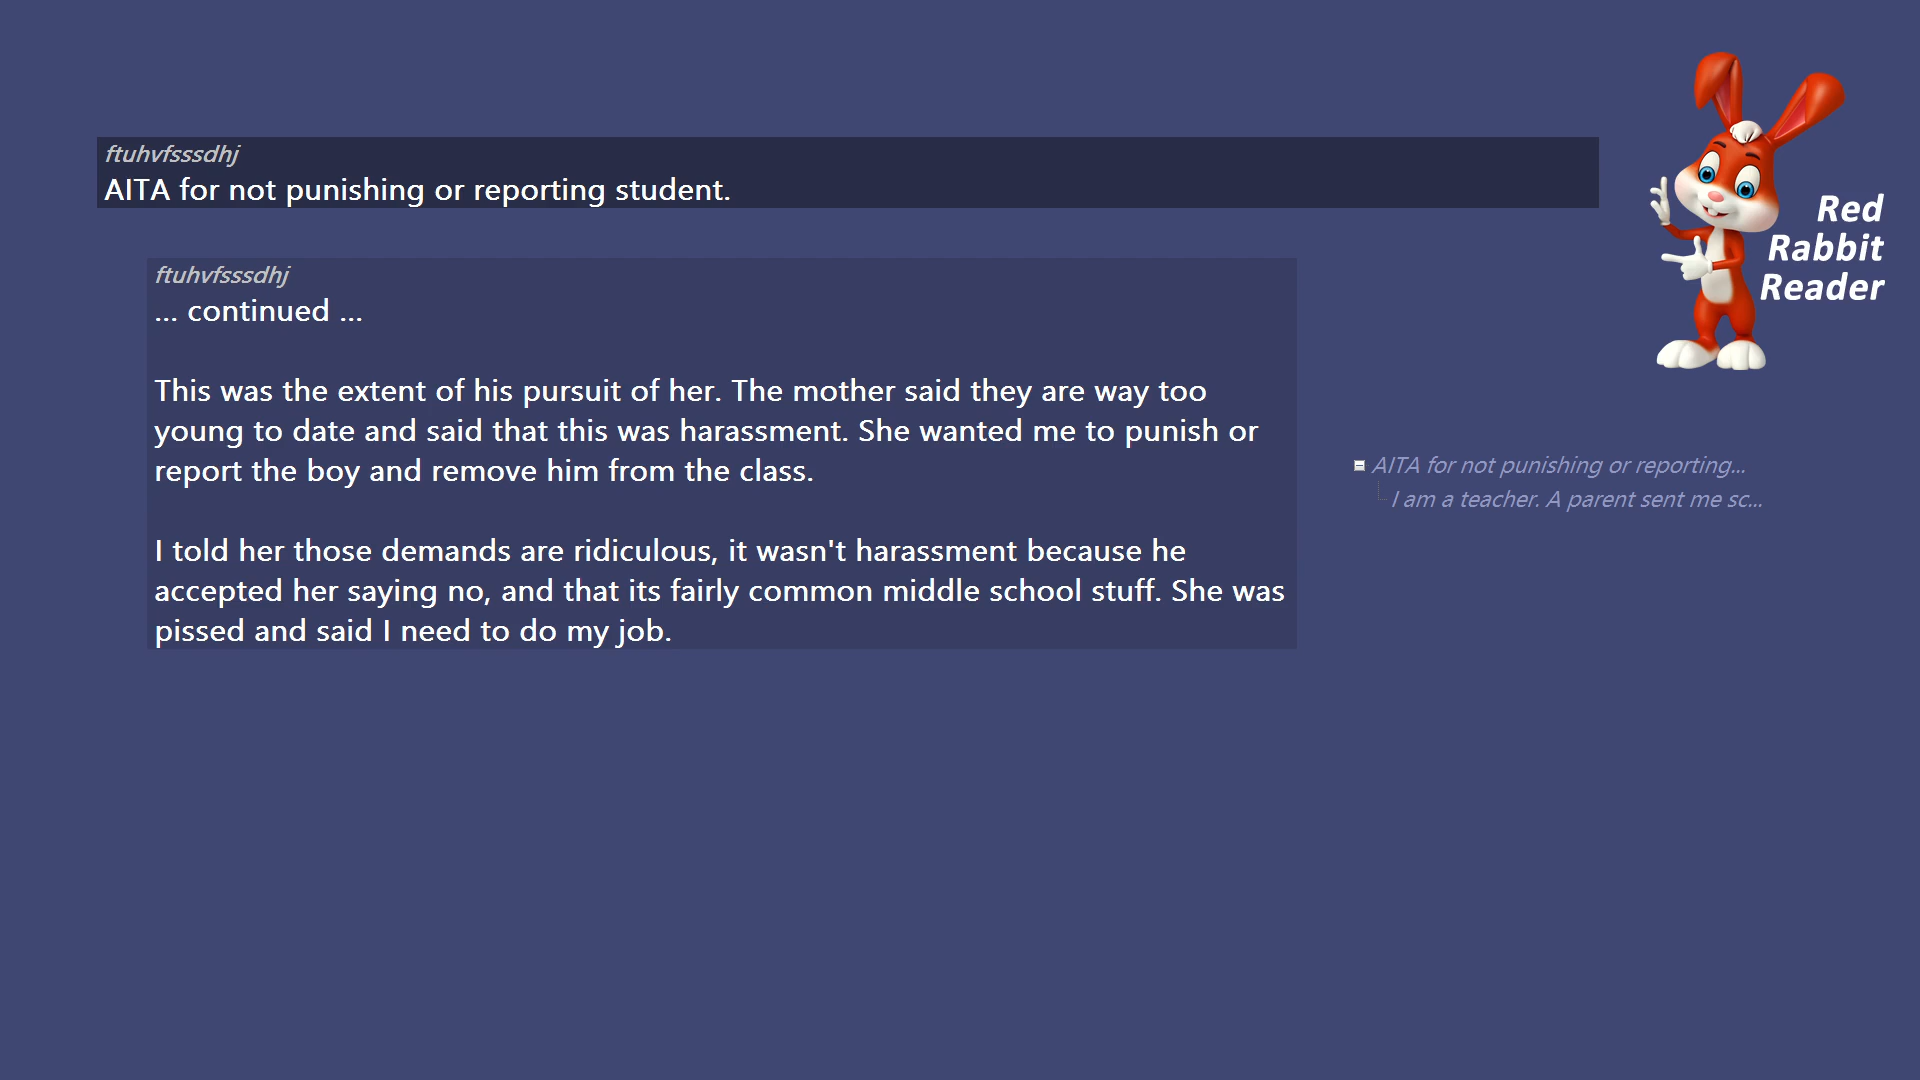 ftuhvfsssdhj
AITA for not punishing or reporting student.
ftuhvfsssdhj
... continued ...
This was the extent of his pursuit of her. The mother said they are way too
young to date and said that this was harassment. She wanted me to punish or
report the boy and remove him from the class.
I told her those demands are ridiculous, it wasn't harassment because he
accepted her saying no, and that its fairly common middle school stuff. She was
pissed and said I need to do my job.
Red
Rabbit
Reader
AITA for not punishing or reporting...
I am a teacher. A parent sent me sc...